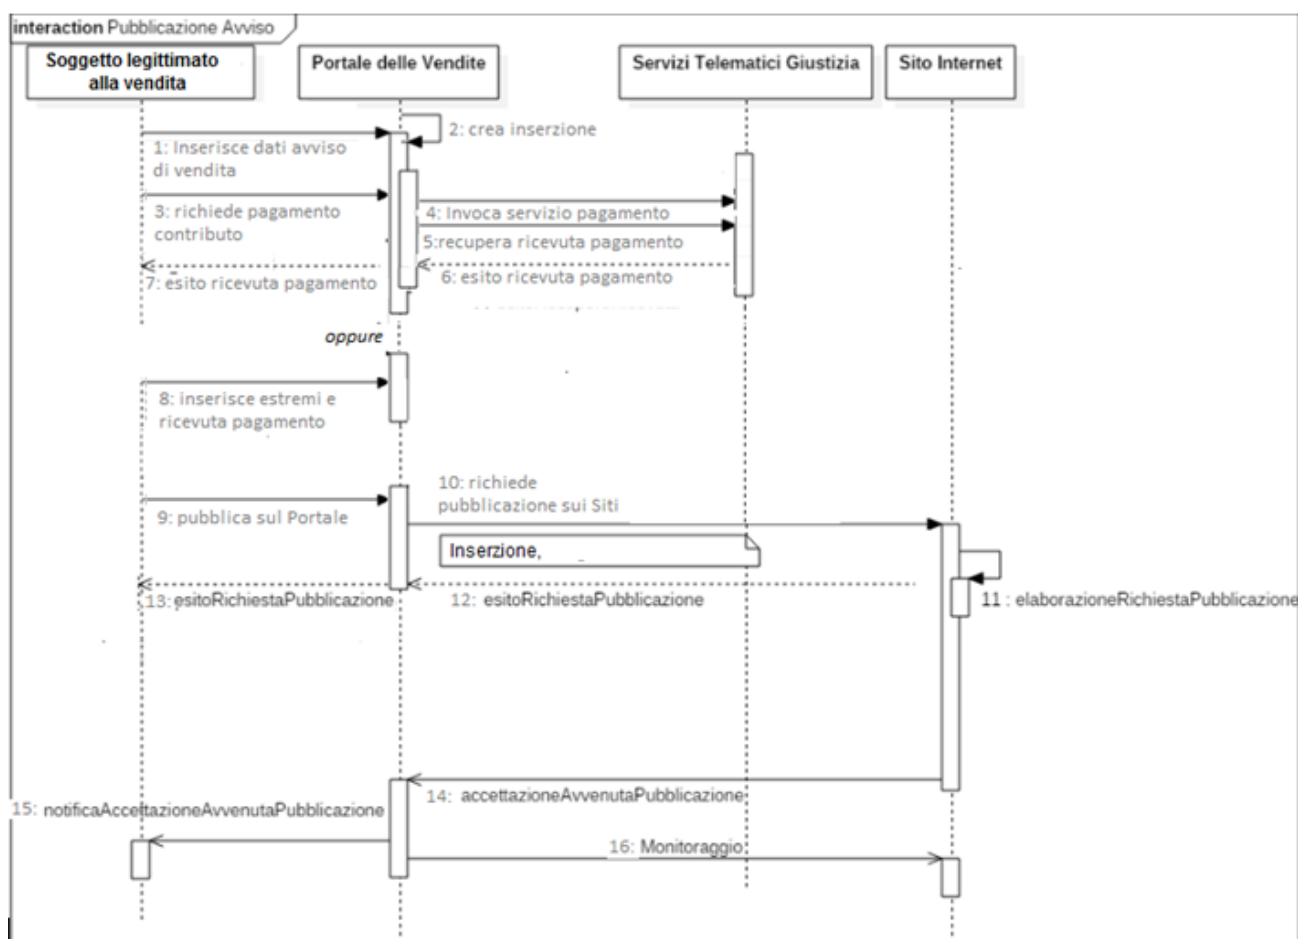 interaction Pubblicazione Avviso
Soggetto legittimato
alla vendita
Portale delle Vendite
Servizi Telematici Giustizia
Sito Internet
2: crea inserzione
1: Inserisce dati avviso
di vendita
3: richiede pagamento
contributo
4: Invoca servizio pagamento
5:recupera ricevuta pagamento
6: esito ricevuta pagamento
7: esito ricevuta pagamento
oppure
8: inserisce estremi e
ricevuta pagamento
10: richiede
pubblicazione sui Siti
9: pubblica sul Portale
Inserzione,
13: esitoRichiestaPubblicazione
12: esitoRichiestaPubblicazione
11 : elaborazioneRichiestaPubblicazione
14: accettazioneAvvenutaPubblicazione
15: notificaAccettazioneAvvenutaPubblicazione
16: Monitoraggio